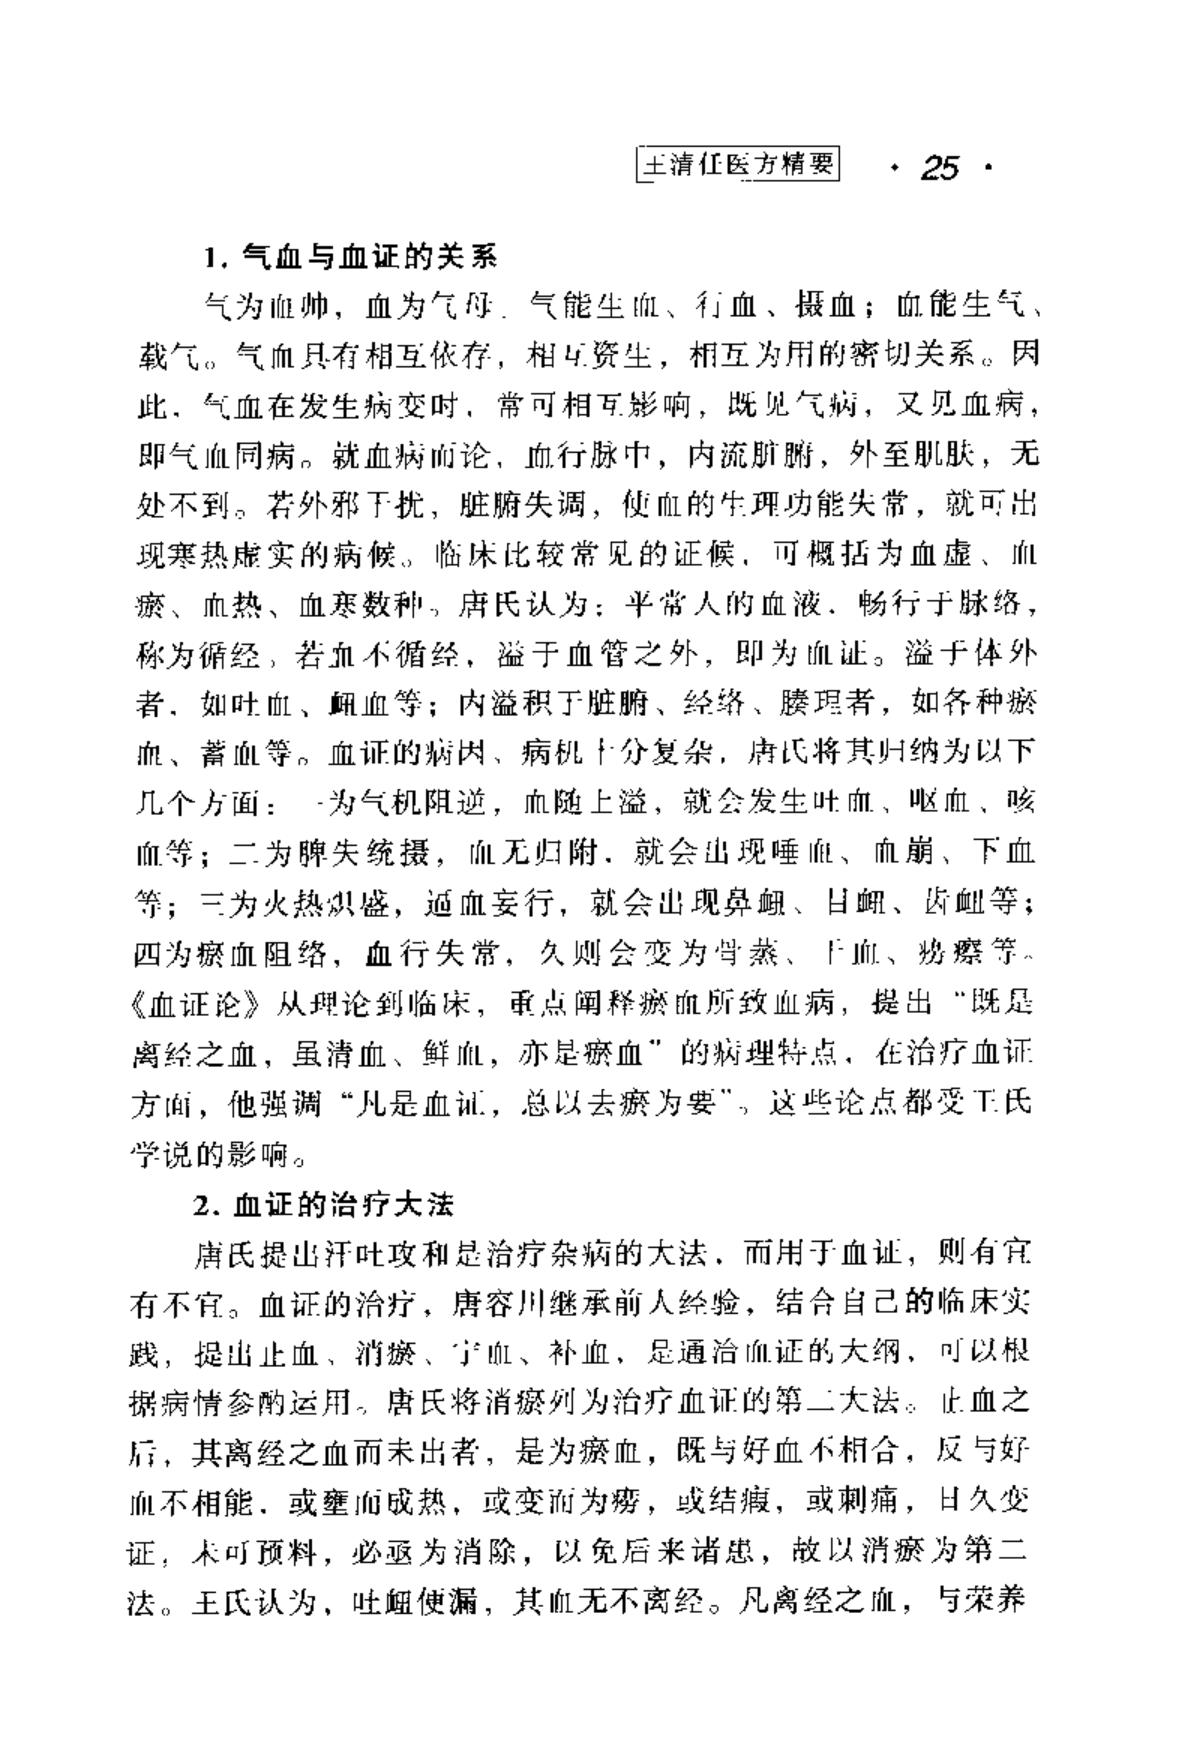 王清任医方精要 · 25 ·
1. 气血与血证的关系
气为血帅，血为气母。气能生血、行血、摄血；血能生气、
载气。气血具有相互依存，相互资生，相互为用的密切关系。因
此，气血在发生病变时，常可相互影响，既见气病，又见血病，
即气血同病。就血病而论，血行脉中，内流脏腑，外至肌肤，无
处不到。若外邪干扰，脏腑失调，使血的生理功能失常，就可出
现寒热虚实的病候。临床比较常见的证候，可概括为血虚、血
瘀、血热、血寒数种。唐氏认为：平常人的血液，畅行于脉络，
称为循经。若血不循经，溢于血管之外，即为血证。溢于体外
者，如吐血、衄血等；内溢积于脏腑、经络、腠理者，如各种瘀
血、蓄血等。血证的病因、病机十分复杂，唐氏将其归纳为以下
几个方面：一为气机阻逆，血随上溢，就会发生吐血、呕血、咳
血等；二为脾失统摄，血无归附，就会出现唾血、血崩、下血
等；三为火热炽盛，逼血妄行，就会出现鼻衄、目衄、齿衄等；
四为瘀血阻络，血行失常，久则会变为骨蒸、干血、痨瘵等。
《血证论》从理论到临床，重点阐释瘀血所致血病，提出“既是
离经之血，虽清血、鲜血，亦是瘀血”的病理特点，在治疗血证
方面，他强调“凡是血证，总以去瘀为要”。这些论点都受王氏
学说的影响。
2. 血证的治疗大法
唐氏提出汗吐攻和是治疗杂病的大法，而用于血证，则有宜
有不宜。血证的治疗，唐容川继承前人经验，结合自己的临床实
践，提出止血、消瘀、宁血、补血，是通治血证的大纲，可以根
据病情参酌运用。唐氏将消瘀列为治疗血证的第二大法。止血之
后，其离经之血而未出者，是为瘀血，既与好血不相合，反与好
血不相能，或壅而成热，或变而为痨，或结瘕，或刺痛，日久变
证，未可预料，必亟为消除，以免后来诸患，故以消瘀为第二
法。王氏认为，吐衄便漏，其血无不离经。凡离经之血，与荣养